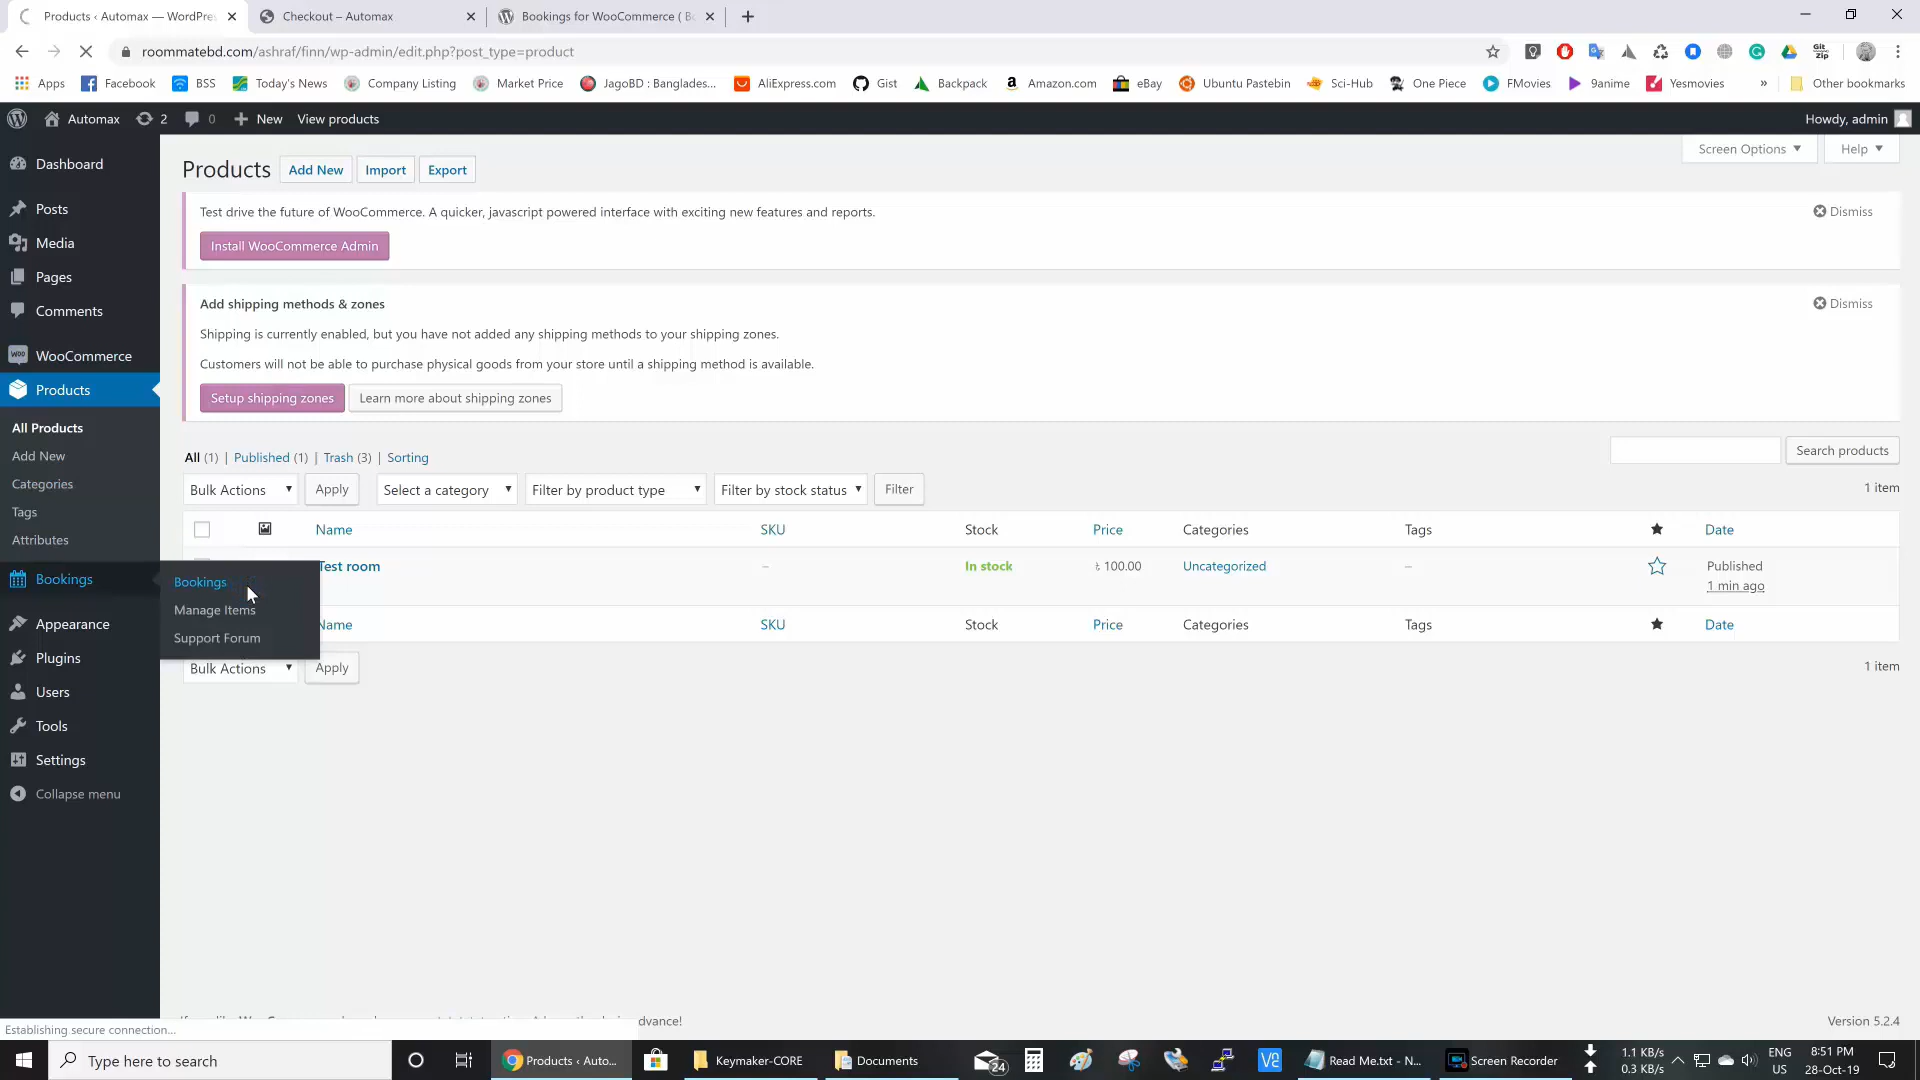 Products ‹ Automax — WordPres
Checkout – Automax
Bookings for WooCommerce ( Bo
roommatebd.com/ashraf/finn/wp-admin/edit.php?post_type=product
Apps
Facebook
BSS
Today's News
Company Listing
Market Price
JagoBD : Banglades...
AliExpress.com
Gist
Backpack
Amazon.com
eBay
Ubuntu Pastebin
Sci-Hub
One Piece
FMovies
9anime
Yesmovies
»
Other bookmarks
Automax
2
0
New
View products
Howdy, admin
Dashboard
Posts
Media
Pages
Comments
WooCommerce
Products
All Products
Add New
Categories
Tags
Attributes
Bookings
Bookings
Manage Items
Support Forum
Appearance
Plugins
Users
Tools
Settings
Collapse menu
Screen Options
Help
Products
Add New
Import
Export
Test drive the future of WooCommerce. A quicker, javascript powered interface with exciting new features and reports.
Dismiss
Install WooCommerce Admin
Add shipping methods & zones
Dismiss
Shipping is currently enabled, but you have not added any shipping methods to your shipping zones.
Customers will not be able to purchase physical goods from your store until a shipping method is available.
Setup shipping zones
Learn more about shipping zones
All (1) | Published (1) | Trash (3) | Sorting
Search products
Bulk Actions
Apply
Select a category
Filter by product type
Filter by stock status
Filter
1 item
Name SKU Stock Price Categories Tags Date
Test room – In stock ৳ 100.00 Uncategorized – Published
1 min ago
Name SKU Stock Price Categories Tags Date
Bulk Actions
Apply
1 item
advance!
Version 5.2.4
Establishing secure connection...
Type here to search
Products ‹ Auto...
Keymaker-CORE
Documents
24
Read Me.txt - N...
Screen Recorder
1.1 KB/s
0.3 KB/s
ENG
US
8:51 PM
28-Oct-19